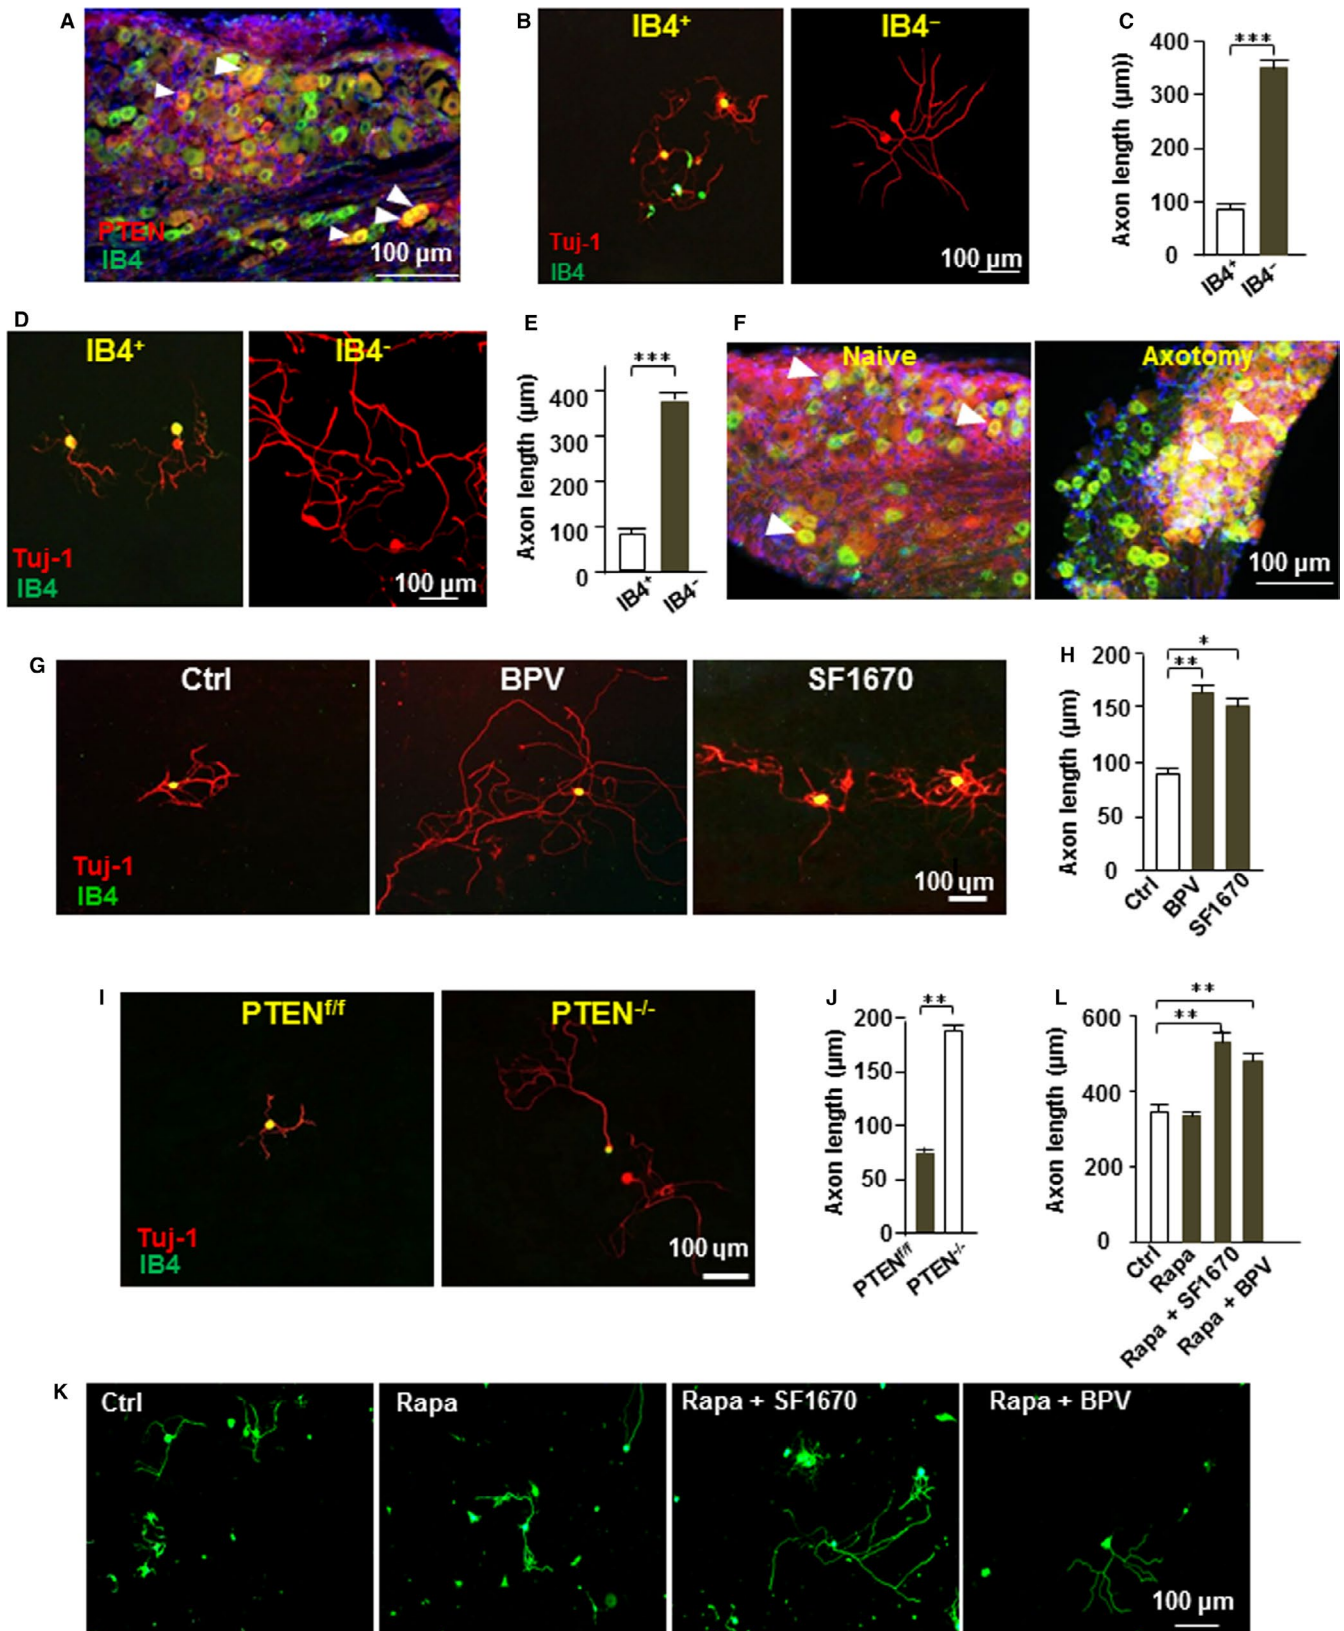 A
PTEN
IB4
100 µm
B
IB4⁺
IB4⁻
Tuj-1
IB4
100 µm
C
Axon length (µm))
400
300
200
100
0
***
IB4⁺
IB4⁻
D
IB4⁺
IB4⁻
Tuj-1
IB4
100 µm
E
Axon length (µm)
400
300
200
100
0
***
IB4⁺
IB4⁻
F
Naive
Axotomy
100 µm
G
Ctrl
BPV
SF1670
Tuj-1
IB4
100 µm
H
Axon length (µm)
200
150
100
50
0
*
**
Ctrl
BPV
SF1670
I
PTENf/f
PTEN-/-
Tuj-1
IB4
100 µm
J
Axon length (µm)
200
150
100
50
0
**
PTENf/f
PTEN-/-
L
Axon length (µm)
600
400
200
0
**
**
Ctrl
Rapa
Rapa + SF1670
Rapa + BPV
K
Ctrl
Rapa
Rapa + SF1670
Rapa + BPV
100 µm